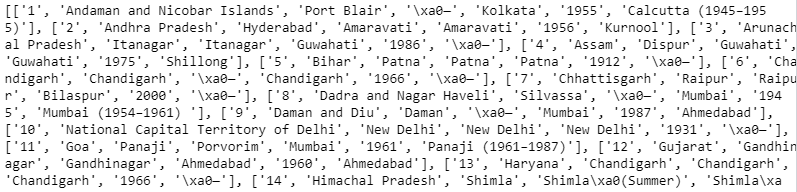 [['1', 'Andaman and Nicobar Islands', 'Port Blair', '\xa0—', 'Kolkata', '1955', 'Calcutta (1945–195
5)'], ['2', 'Andhra Pradesh', 'Hyderabad', 'Amaravati', 'Amaravati', '1956', 'Kurnool'], ['3', 'Arunach
al Pradesh', 'Itanagar', 'Itanagar', 'Guwahati', '1986', '\xa0—'], ['4', 'Assam', 'Dispur', 'Guwahati',
'Guwahati', '1975', 'Shillong'], ['5', 'Bihar', 'Patna', 'Patna', 'Patna', '1912', '\xa0—'], ['6', 'Cha
ndigarh', 'Chandigarh', '\xa0—', 'Chandigarh', '1966', '\xa0—'], ['7', 'Chhattisgarh', 'Raipur', 'Raipu
r', 'Bilaspur', '2000', '\xa0—'], ['8', 'Dadra and Nagar Haveli', 'Silvassa', '\xa0—', 'Mumbai', '194
5', 'Mumbai (1954–1961) '], ['9', 'Daman and Diu', 'Daman', '\xa0—', 'Mumbai', '1987', 'Ahmedabad'],
['10', 'National Capital Territory of Delhi', 'New Delhi', 'New Delhi', 'New Delhi', '1931', '\xa0—'],
['11', 'Goa', 'Panaji', 'Porvorim', 'Mumbai', '1961', 'Panaji (1961–1987)'], ['12', 'Gujarat', 'Gandhin
agar', 'Gandhinagar', 'Ahmedabad', '1960', 'Ahmedabad'], ['13', 'Haryana', 'Chandigarh', 'Chandigarh',
'Chandigarh', '1966', '\xa0—'], ['14', 'Himachal Pradesh', 'Shimla', 'Shimla\xa0(Summer)', 'Shimla\xa